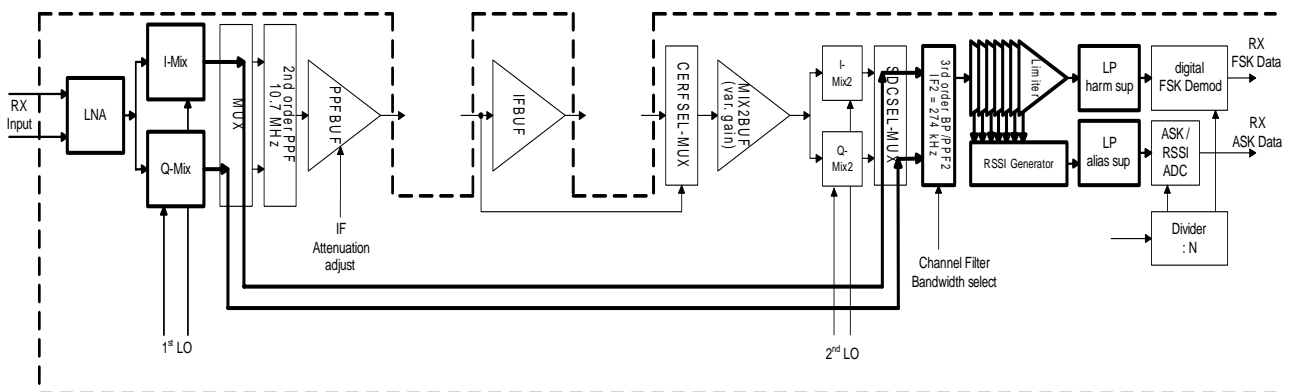 RX
Input
LNA
I-Mix
Q-Mix
MUX
2nd order PPF
10.7 MHz
PPFBUF
IF
Attenuation
adjust
1st LO
IFBUF
CERFSEL-MUX
MIX2BUF
(var. gain)
I-
Mix2
Q-
Mix2
2nd LO
SDCSEL-MUX
3rd order BP/PPF2
IF2 = 274 kHz
Channel Filter
Bandwidth select
Limiter
RSSI Generator
LP
harm sup
LP
alias sup
digital
FSK Demod
ASK /
RSSI
ADC
Divider
: N
RX
FSK Data
RX
ASK Data